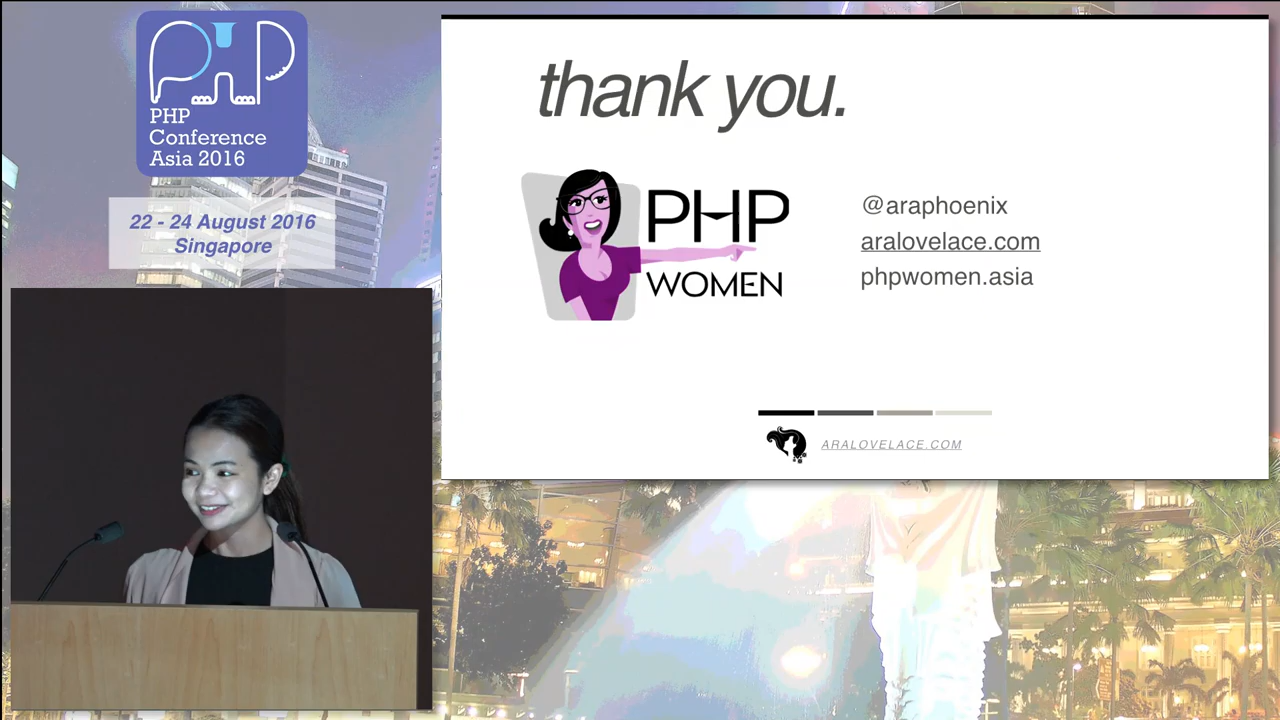 PHP
PHP
Conference
Asia 2016
22 - 24 August 2016
Singapore
thank you.
PHP
WOMEN
@araphoenix
aralovelace.com
phpwomen.asia
ARALOVELACE.COM